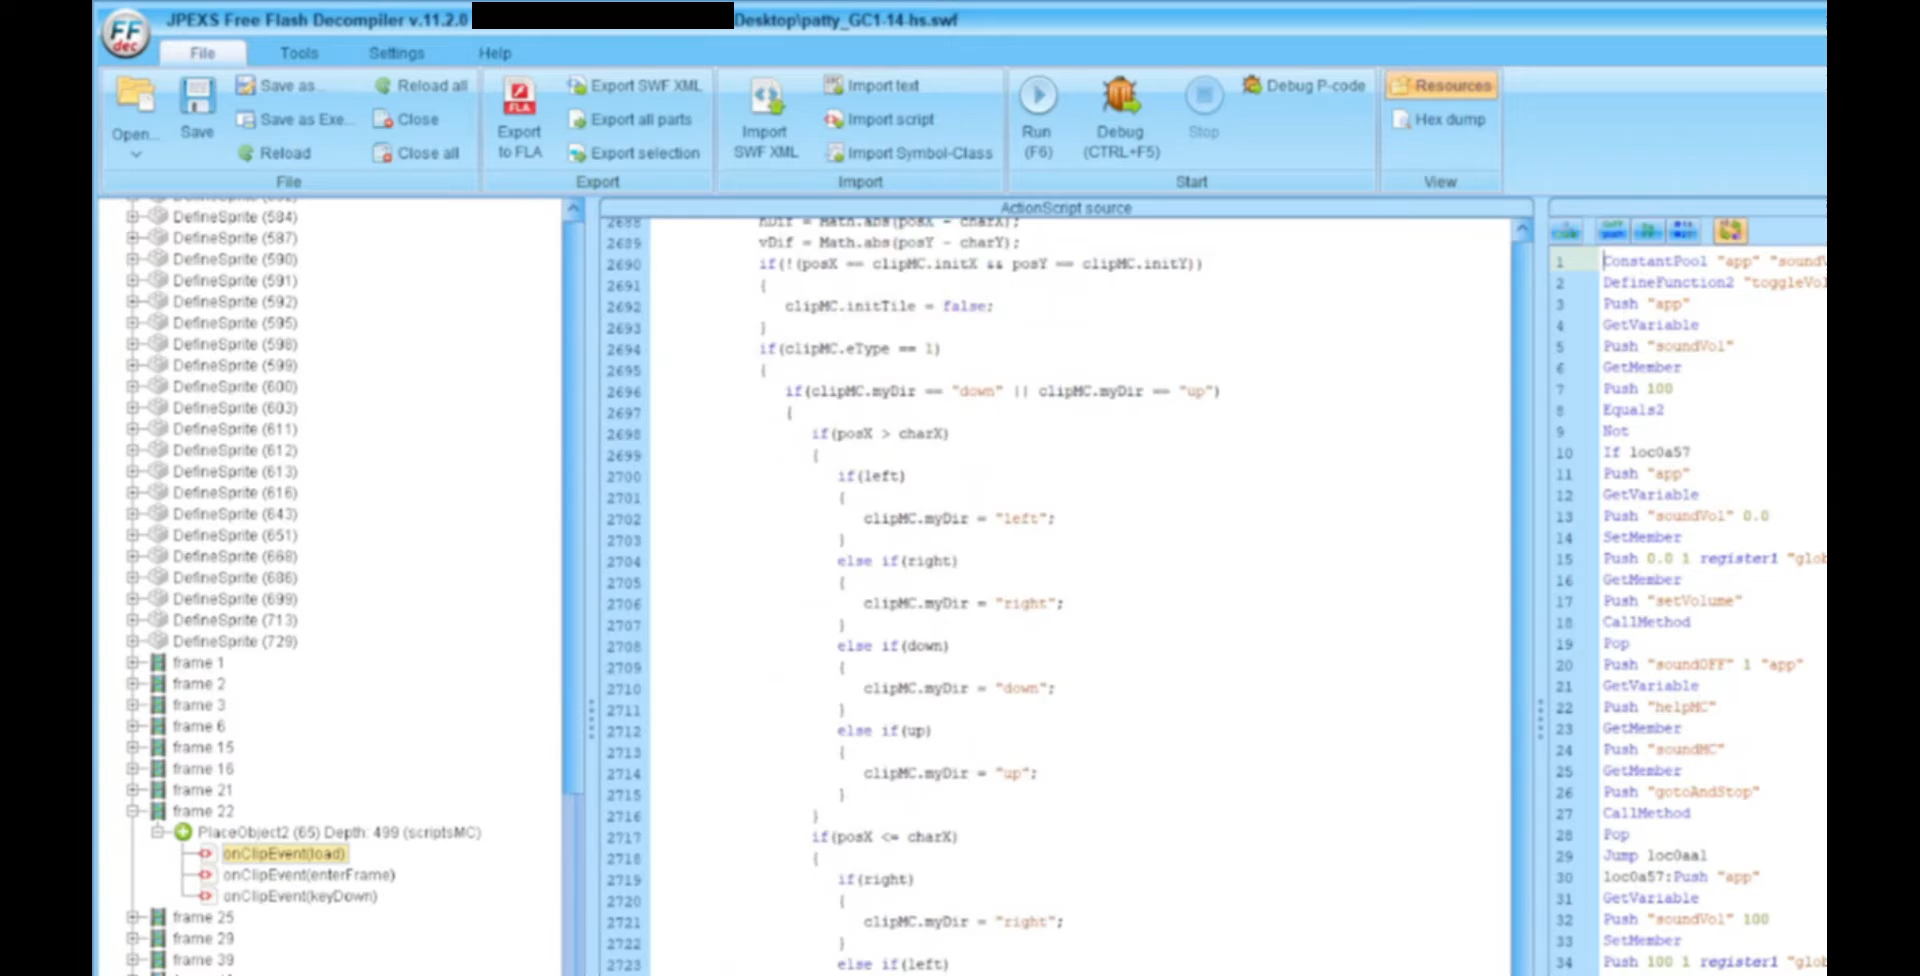 JPEXS Free Flash Decompiler v.11.2.0 Desktop\patty_GC1-14-hs.swf
FF dec
File Tools Settings Help
Open... Save Save as... Save as Exe... Reload Reload all Close Close all
File
Export to FLA Export SWF XML Export all parts Export selection
Export
Import SWF XML Import text Import script Import Symbol-Class
Import
Run (F6) Debug (CTRL+F5) Stop Debug P-code
Start
Resources Hex dump
View
DefineSprite (584)
DefineSprite (587)
DefineSprite (590)
DefineSprite (591)
DefineSprite (592)
DefineSprite (595)
DefineSprite (598)
DefineSprite (599)
DefineSprite (600)
DefineSprite (603)
DefineSprite (611)
DefineSprite (612)
DefineSprite (613)
DefineSprite (616)
DefineSprite (643)
DefineSprite (651)
DefineSprite (668)
DefineSprite (686)
DefineSprite (699)
DefineSprite (713)
DefineSprite (729)
frame 1
frame 2
frame 3
frame 6
frame 15
frame 16
frame 21
frame 22
PlaceObject2 (65) Depth: 499 (scriptsMC)
onClipEvent(load)
onClipEvent(enterFrame)
onClipEvent(keyDown)
frame 25
frame 29
frame 39
ActionScript source
2688 hDif = Math.abs(posX - charX);
2689 vDif = Math.abs(posY - charY);
2690 if(!(posX == clipMC.initX && posY == clipMC.initY))
2691 {
2692 clipMC.initTile = false;
2693 }
2694 if(clipMC.eType == 1)
2695 {
2696 if(clipMC.myDir == "down" || clipMC.myDir == "up")
2697 {
2698 if(posX > charX)
2699 {
2700 if(left)
2701 {
2702 clipMC.myDir = "left";
2703 }
2704 else if(right)
2705 {
2706 clipMC.myDir = "right";
2707 }
2708 else if(down)
2709 {
2710 clipMC.myDir = "down";
2711 }
2712 else if(up)
2713 {
2714 clipMC.myDir = "up";
2715 }
2716 }
2717 if(posX <= charX)
2718 {
2719 if(right)
2720 {
2721 clipMC.myDir = "right";
2722 }
2723 else if(left)
1 ConstantPool "app" "soundV
2 DefineFunction2 "toggleVol
3 Push "app"
4 GetVariable
5 Push "soundVol"
6 GetMember
7 Push 100
8 Equals2
9 Not
10 If loc0a57
11 Push "app"
12 GetVariable
13 Push "soundVol" 0.0
14 SetMember
15 Push 0.0 1 register1 "glob
16 GetMember
17 Push "setVolume"
18 CallMethod
19 Pop
20 Push "soundOFF" 1 "app"
21 GetVariable
22 Push "helpMC"
23 GetMember
24 Push "soundMC"
25 GetMember
26 Push "gotoAndStop"
27 CallMethod
28 Pop
29 Jump loc0aa1
30 loc0a57:Push "app"
31 GetVariable
32 Push "soundVol" 100
33 SetMember
34 Push 100 1 register1 "glob